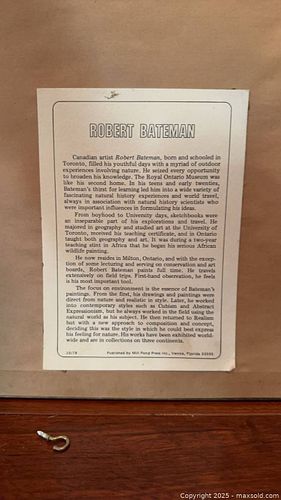 ROBERT BATEMAN
Canadian artist Robert Bateman, born and schooled in
Toronto, filled his youthful days with a myriad of outdoor
experiences involving nature. He seized every opportunity
to broaden his knowledge. The Royal Ontario Museum was
like his second home. In his teens and early twenties,
Bateman's thirst for learning led him into a wide variety of
fascinating natural history experiences and world travel,
always in association with natural history scientists who
were important influences in formulating his ideas.
From boyhood to University days, sketchbooks were
an inseparable part of his explorations and travel. He
majored in geography and studied art at the University of
Toronto, received his teaching certificate, and in Ontario
taught both geography and art. It was during a two-year
teaching stint in Africa that he began his serious African
wildlife painting.
He now resides in Milton, Ontario, and with the exception
of some lecturing and serving on conservation and art
boards, Robert Bateman paints full time. He travels
extensively on field trips. First-hand observation, he feels
is his most important tool.
The focus on environment is the essence of Bateman's
paintings. From the first, his drawings and paintings were
direct from nature and realistic in style. Later, he worked
into contemporary styles such as Cubism and Abstract
Expressionism, but he always worked in the field using the
natural world as his subject. He then returned to Realism
but with a new approach to composition and concept,
deciding this was the style in which he could best express
his feeling for nature. His works have been exhibited world-
wide and are in collections on three continents.
10/78 Published by Mill Pond Press Inc., Venice, Florida 33595
Copyright 2025 - maxsold.com